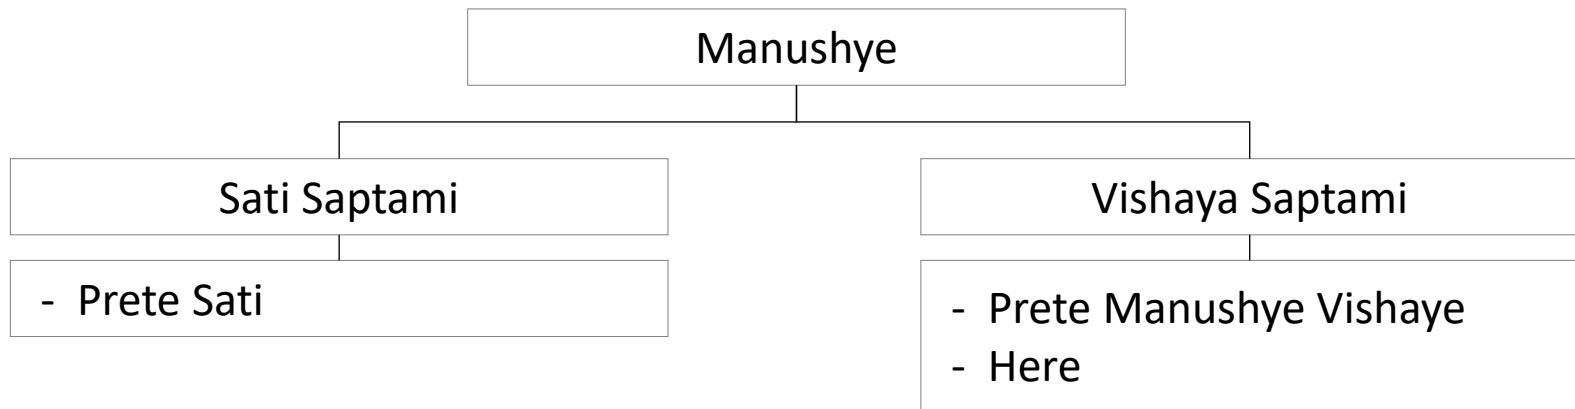 Manushye
Sati Saptami
- Prete Sati
Vishaya Saptami
- Prete Manushye Vishaye
- Here